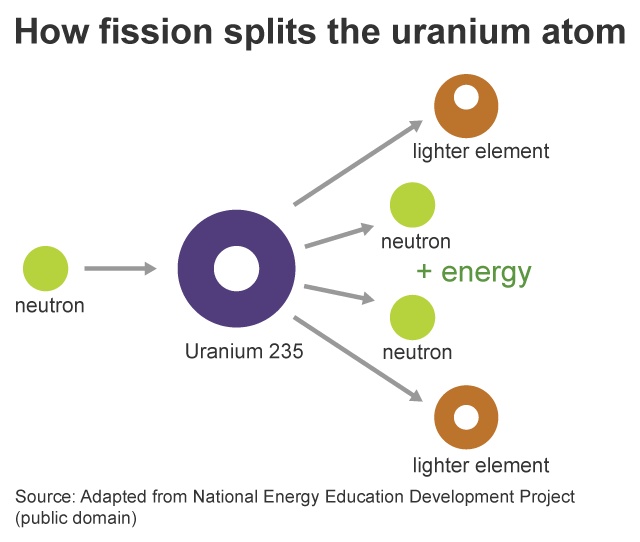 How fission splits the uranium atom
lighter element
neutron
+ energy
neutron
Uranium 235
neutron
lighter element
Source: Adapted from National Energy Education Development Project
(public domain)